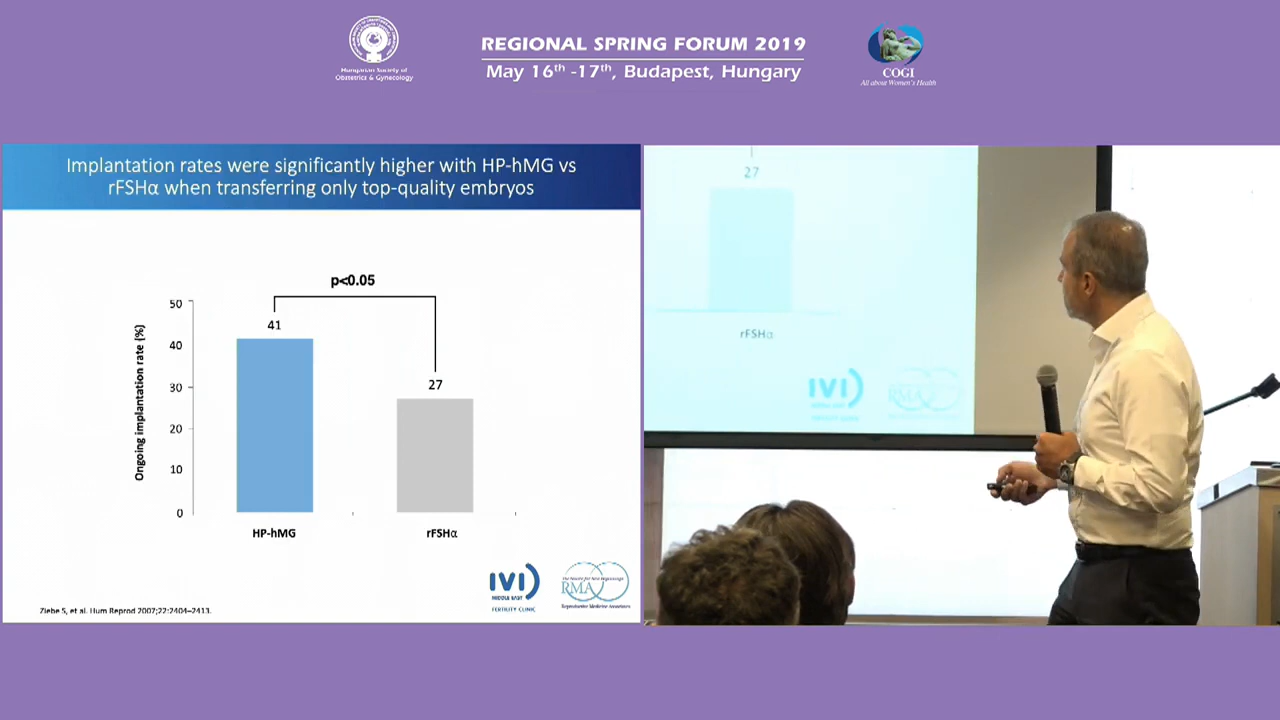 Hungarian Society of
Obstetrics & Gynecology
REGIONAL SPRING FORUM 2019
May 16th -17th, Budapest, Hungary
COGI
All about Women's Health
Implantation rates were significantly higher with HP-hMG vs
rFSHα when transferring only top-quality embryos
p<0.05
Ongoing implantation rate (%)
50
40
30
20
10
0
41
27
HP-hMG
rFSHα
IVI
MIDDLE EAST
FERTILITY CLINIC
RMA
Reproductive Medicine Associates
Ziebe S, et al. Hum Reprod 2007;22:2404–2413.
27
rFSHα
IVI
RMA